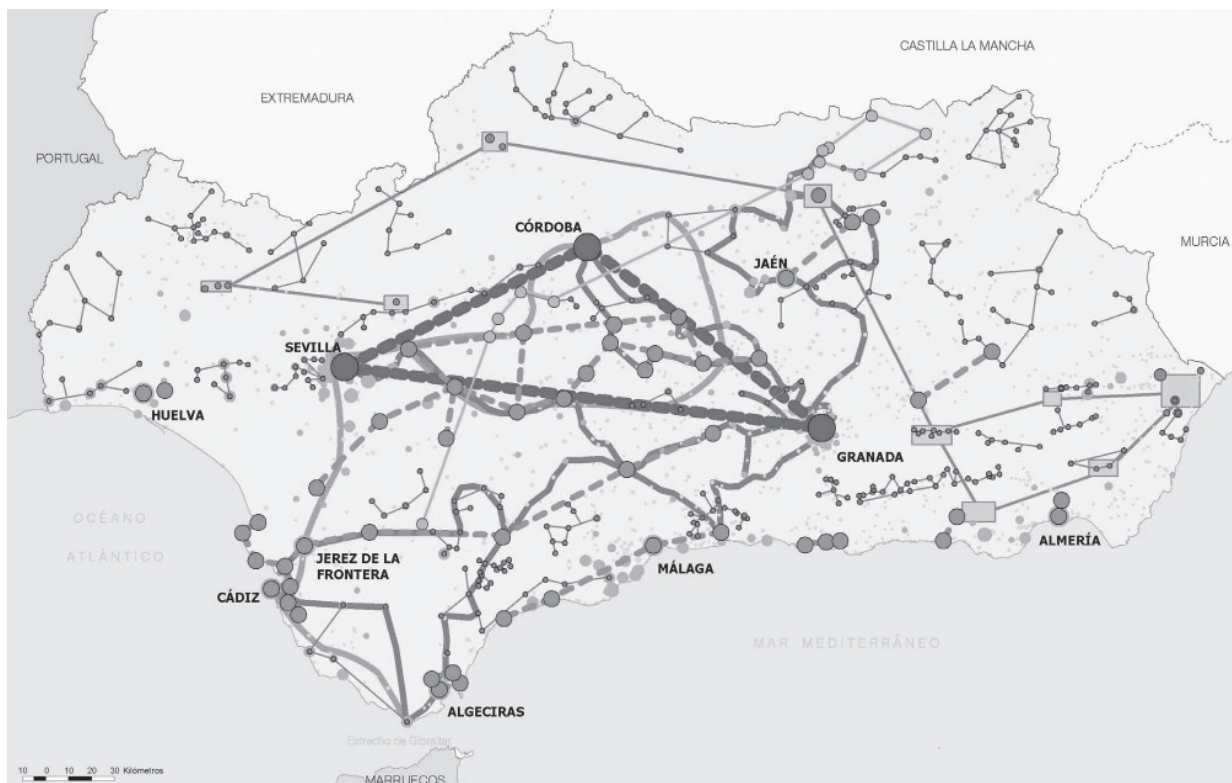 CASTILLA LA MANCHA
EXTREMADURA
PORTUGAL
CÓRDOBA
MURCIA
JAÉN
SEVILLA
HUELVA
GRANADA
OCÉANO
ATLÁNTICO
JEREZ DE LA
FRONTERA
MÁLAGA
ALMERÍA
CÁDIZ
MAR MEDITERRÁNEO
ALGECIRAS
Estrecho de Gibraltar
10 0 10 20 30 Kilómetros
MARRUECOS